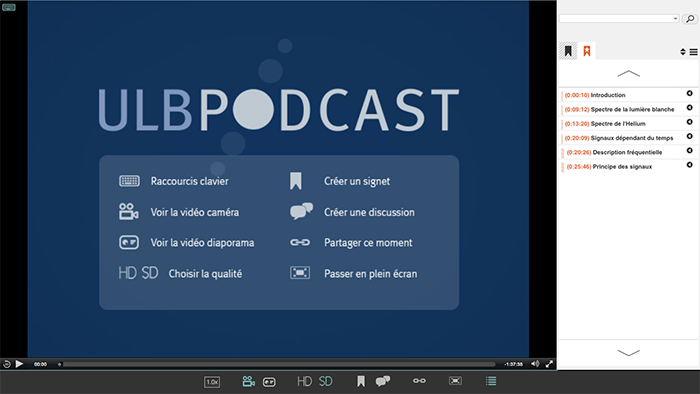 ULBPODCAST
Raccourcis clavier
Créer un signet
Voir la vidéo caméra
Créer une discussion
Voir la vidéo diaporama
Partager ce moment
HD SD Choisir la qualité
Passer en plein écran
(0:00:10) Introduction
(0:09:12) Spectre de la lumière blanche
(0:13:20) Spectre de l'Helium
(0:20:09) Signaux dépendant du temps
(0:20:26) Description fréquentielle
(0:25:46) Principe des signaux
00:00
-1:37:55
1.0x
HD SD